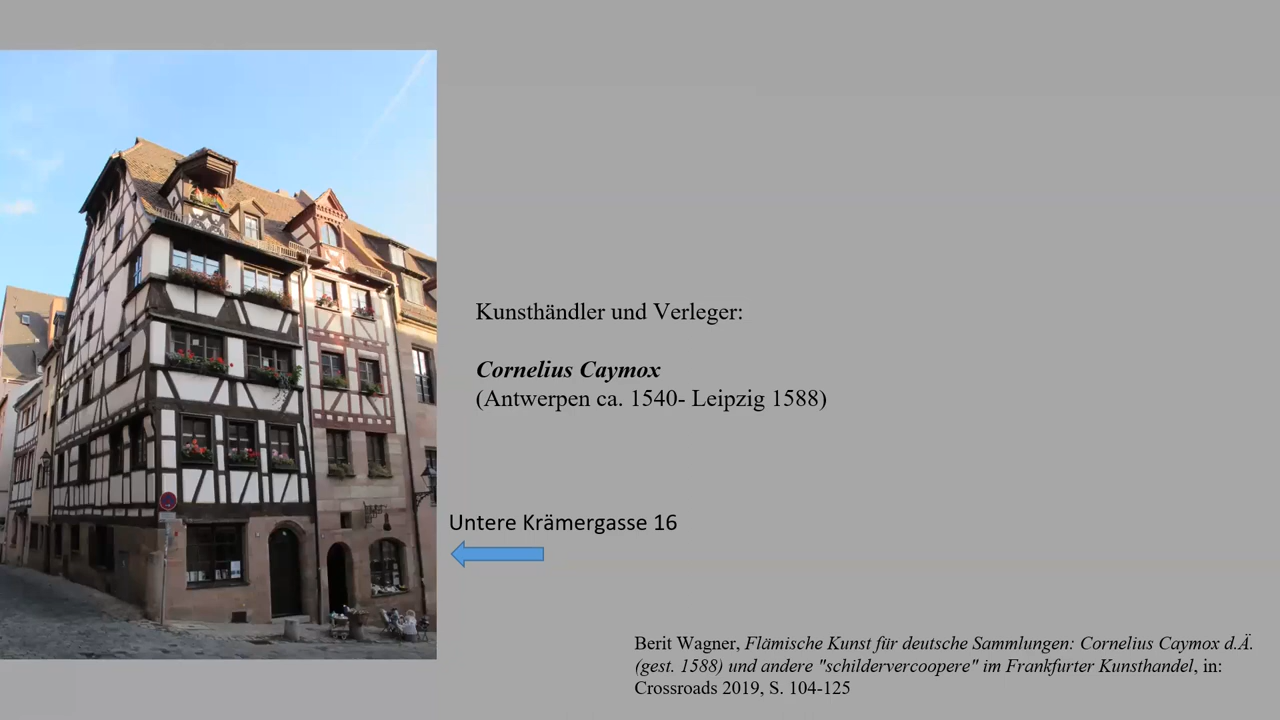 Kunsthändler und Verleger:
Cornelius Caymox
(Antwerpen ca. 1540- Leipzig 1588)
Untere Krämergasse 16
Berit Wagner, Flämische Kunst für deutsche Sammlungen: Cornelius Caymox d.Ä.
(gest. 1588) und andere "schildervercoopere" im Frankfurter Kunsthandel, in:
Crossroads 2019, S. 104-125